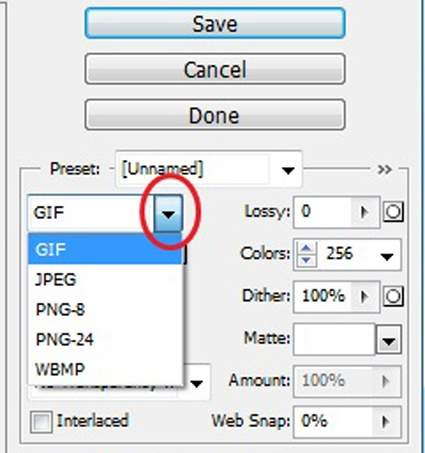 Save
Cancel
Done
Preset: [Unnamed]
GIF Lossy: 0
GIF Colors: 256
JPEG
PNG-8 Dither: 100%
PNG-24 Matte:
WBMP Amount: 100%
Interlaced Web Snap: 0%